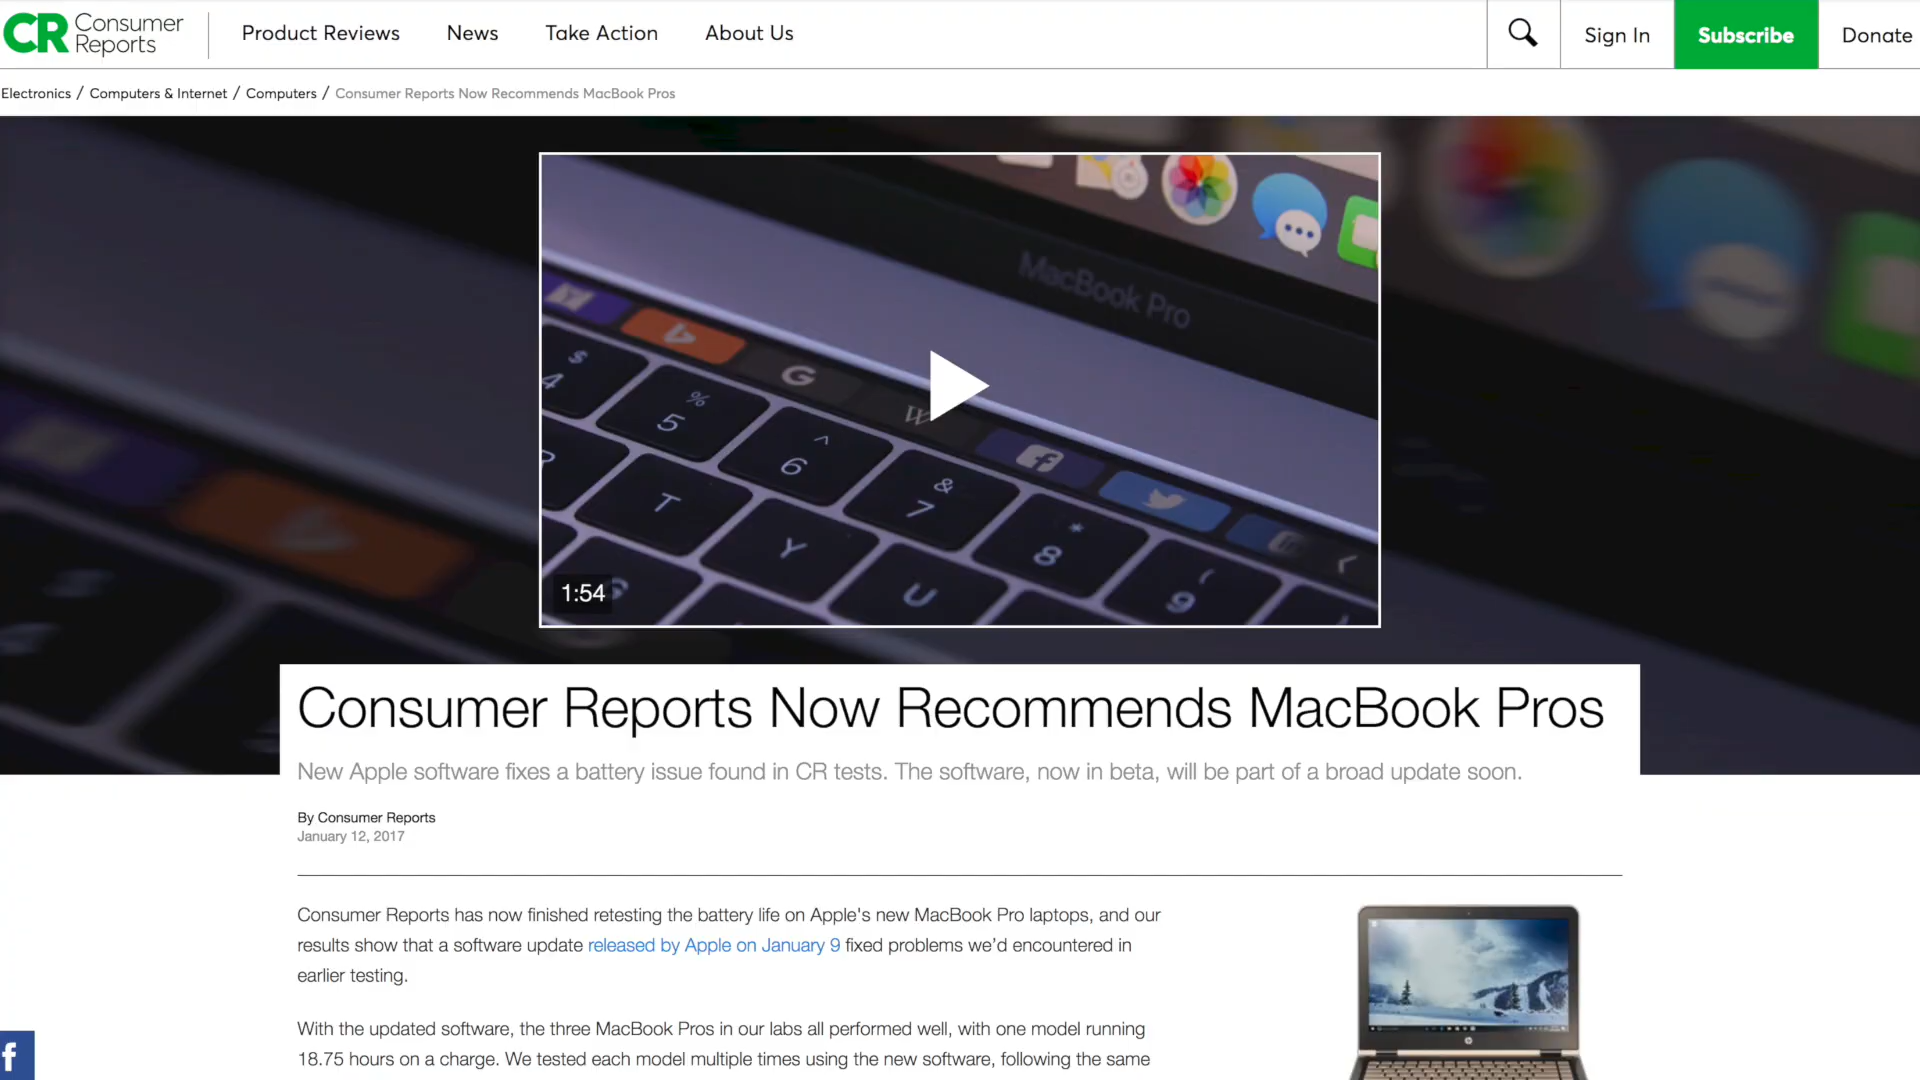 CR Consumer Reports
Product Reviews News Take Action About Us
Sign In Subscribe Donate
Electronics / Computers & Internet / Computers / Consumer Reports Now Recommends MacBook Pros
MacBook Pro
$ 4
% 5
^ 6
& 7
* 8
( 9
G
W
T
Y
U
1:54
Consumer Reports Now Recommends MacBook Pros
New Apple software fixes a battery issue found in CR tests. The software, now in beta, will be part of a broad update soon.
By Consumer Reports
January 12, 2017
Consumer Reports has now finished retesting the battery life on Apple's new MacBook Pro laptops, and our
results show that a software update released by Apple on January 9 fixed problems we’d encountered in
earlier testing.
With the updated software, the three MacBook Pros in our labs all performed well, with one model running
18.75 hours on a charge. We tested each model multiple times using the new software, following the same